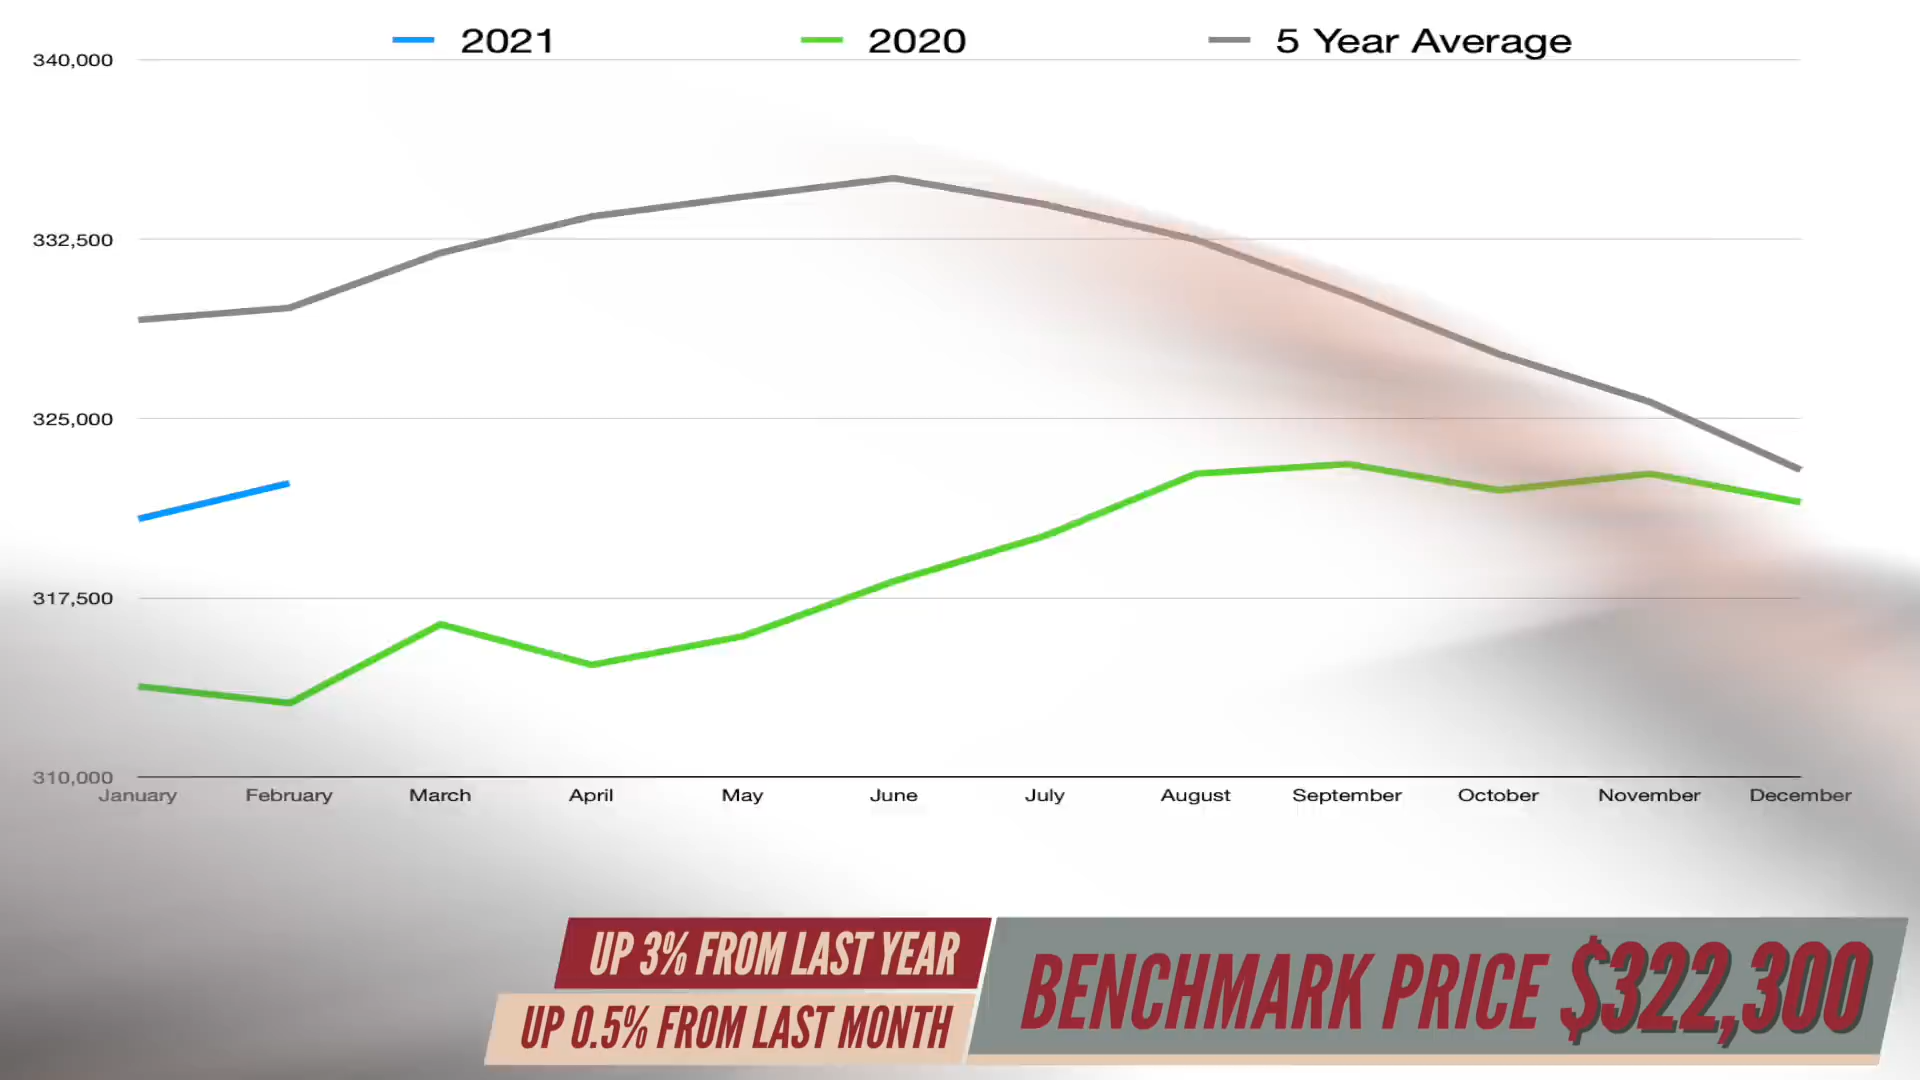 2021 2020 5 Year Average
340,000
332,500
325,000
317,500
310,000
January February March April May June July August September October November December
UP 3% FROM LAST YEAR
UP 0.5% FROM LAST MONTH
BENCHMARK PRICE $322,300